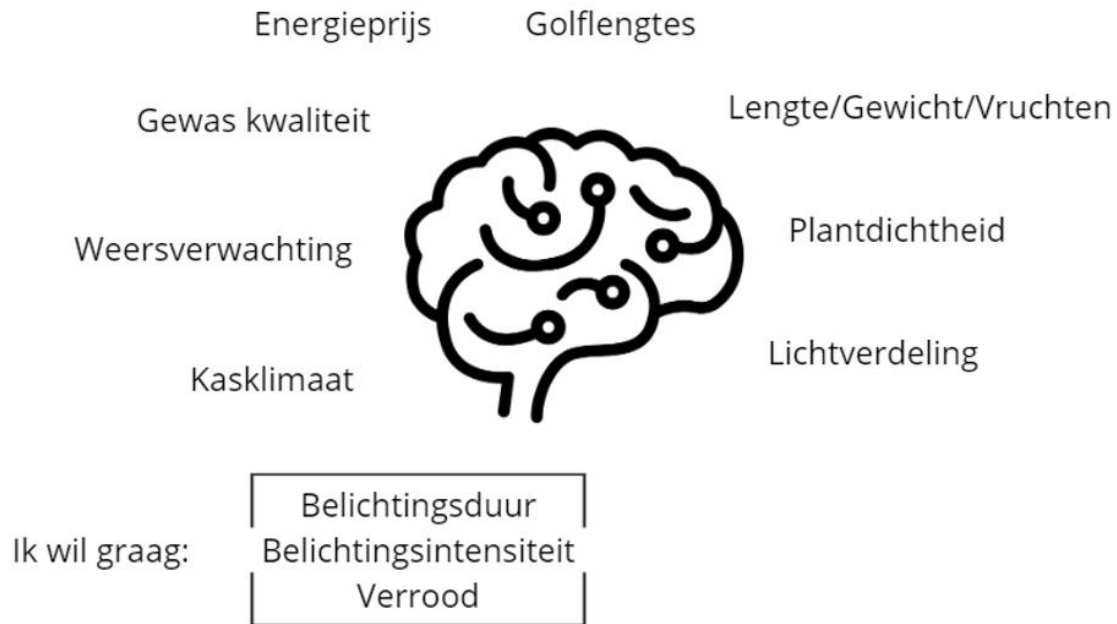 Energieprijs
Golflengtes
Gewas kwaliteit
Lengte/Gewicht/Vruchten
Weersverwachting
Plantdichtheid
Kasklimaat
Lichtverdeling
Belichtingsduur
Ik wil graag: Belichtingsintensiteit
Verrood